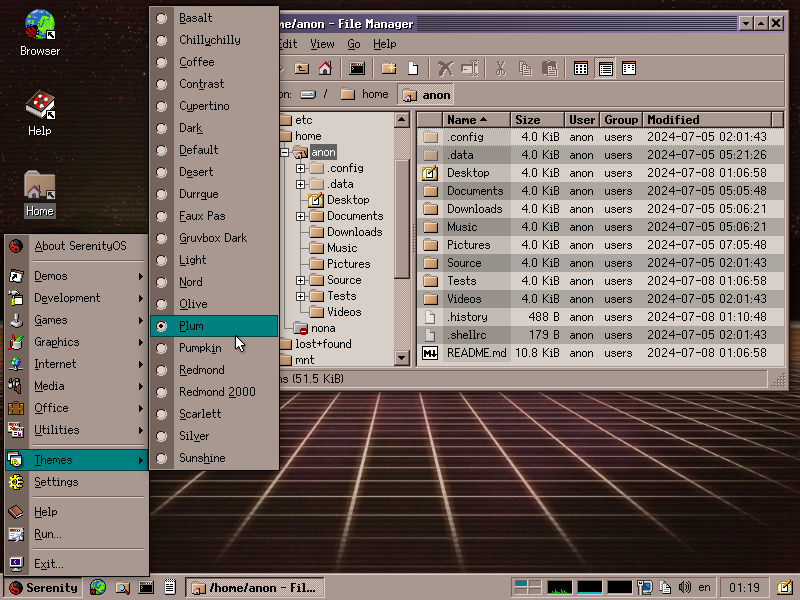 Browser
Help
Home
Basalt
Chillychilly
Coffee
Contrast
Cupertino
Dark
Default
Desert
Durrque
Faux Pas
Gruvbox Dark
Light
Nord
Olive
Plum
Pumpkin
Redmond
Redmond 2000
Scarlett
Silver
Sunshine
About SerenityOS
Demos
Development
Games
Graphics
Internet
Media
Office
Utilities
Themes
Settings
Help
Run...
Exit...
me/anon - File Manager
dit View Go Help
on: / home anon
etc
home
anon
.config
.data
Desktop
Documents
Downloads
Music
Pictures
Source
Tests
Videos
nona
lost+found
mnt
Name Size User Group Modified
.config 4.0 KiB anon users 2024-07-05 02:01:43
.data 4.0 KiB anon users 2024-07-05 05:21:26
Desktop 4.0 KiB anon users 2024-07-08 01:06:58
Documents 4.0 KiB anon users 2024-07-05 05:05:48
Downloads 4.0 KiB anon users 2024-07-05 05:06:21
Music 4.0 KiB anon users 2024-07-05 05:06:21
Pictures 4.0 KiB anon users 2024-07-05 07:05:48
Source 4.0 KiB anon users 2024-07-05 02:01:43
Tests 4.0 KiB anon users 2024-07-08 01:06:58
Videos 4.0 KiB anon users 2024-07-05 02:01:43
.history 488 B anon users 2024-07-08 01:10:48
.shellrc 179 B anon users 2024-07-05 02:01:43
README.md 10.8 KiB anon users 2024-07-08 01:06:58
ns (51.5 KiB)
Serenity /home/anon - Fil... en 01:19